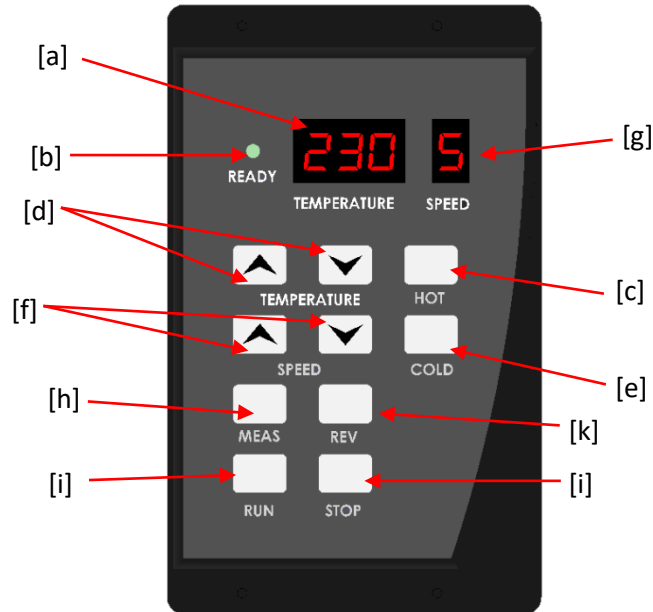 [a]
230 5
[g]
[b]
READY
TEMPERATURE SPEED
[d]
TEMPERATURE HOT
[c]
[f]
SPEED COLD
[e]
[h]
MEAS REV
[k]
[i]
[i]
RUN STOP